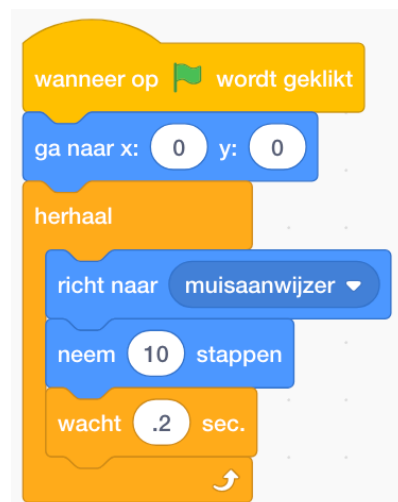 wanneer op wordt geklikt
ga naar x: 0 y: 0
herhaal
richt naar muisaanwijzer
neem 10 stappen
wacht .2 sec.